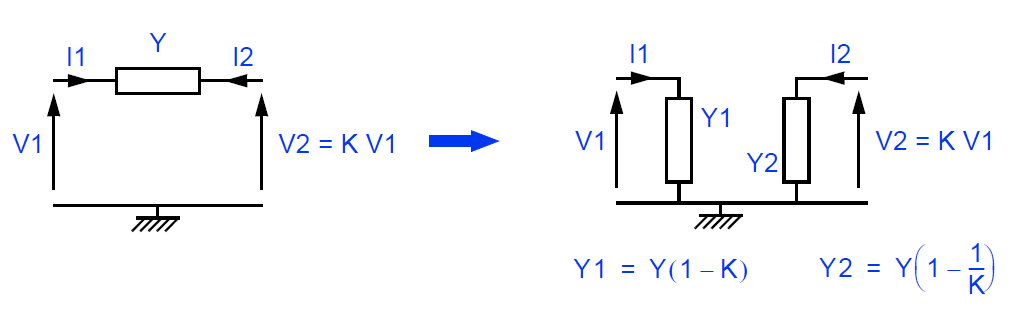 I1 Y I2
V1
V2 = K V1
I1 I2
V1
Y1
Y2
V2 = K V1
Y1 = Y(1 – K)
Y2 = Y(1 – 1/K)